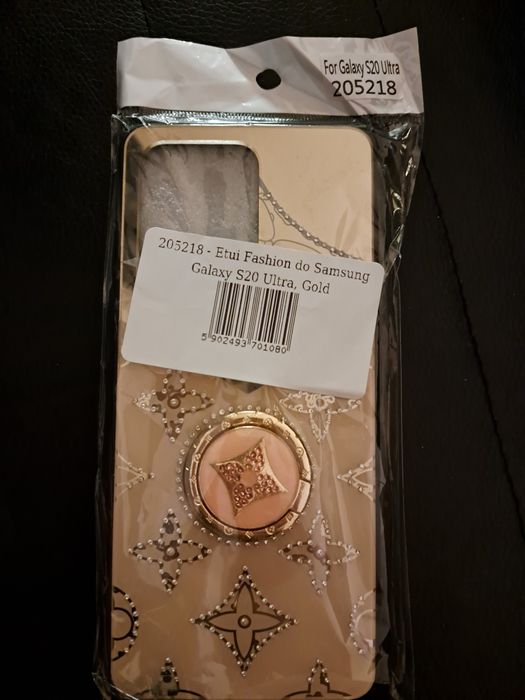 For Galaxy S20 Ultra
205218
205218 - Etui Fashion do Samsung
Galaxy S20 Ultra, Gold
5 902493 701080